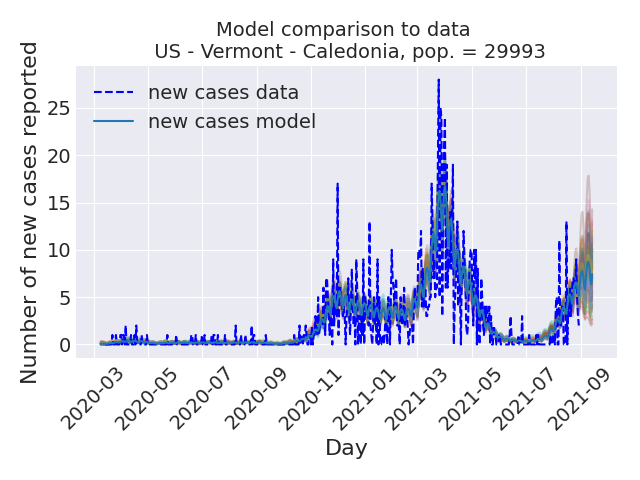 Model comparison to data
US - Vermont - Caledonia, pop. = 29993
Number of new cases reported
25
20
15
10
5
0
new cases data
new cases model
2020-03
2020-05
2020-07
2020-09
2020-11
2021-01
2021-03
2021-05
2021-07
2021-09
Day